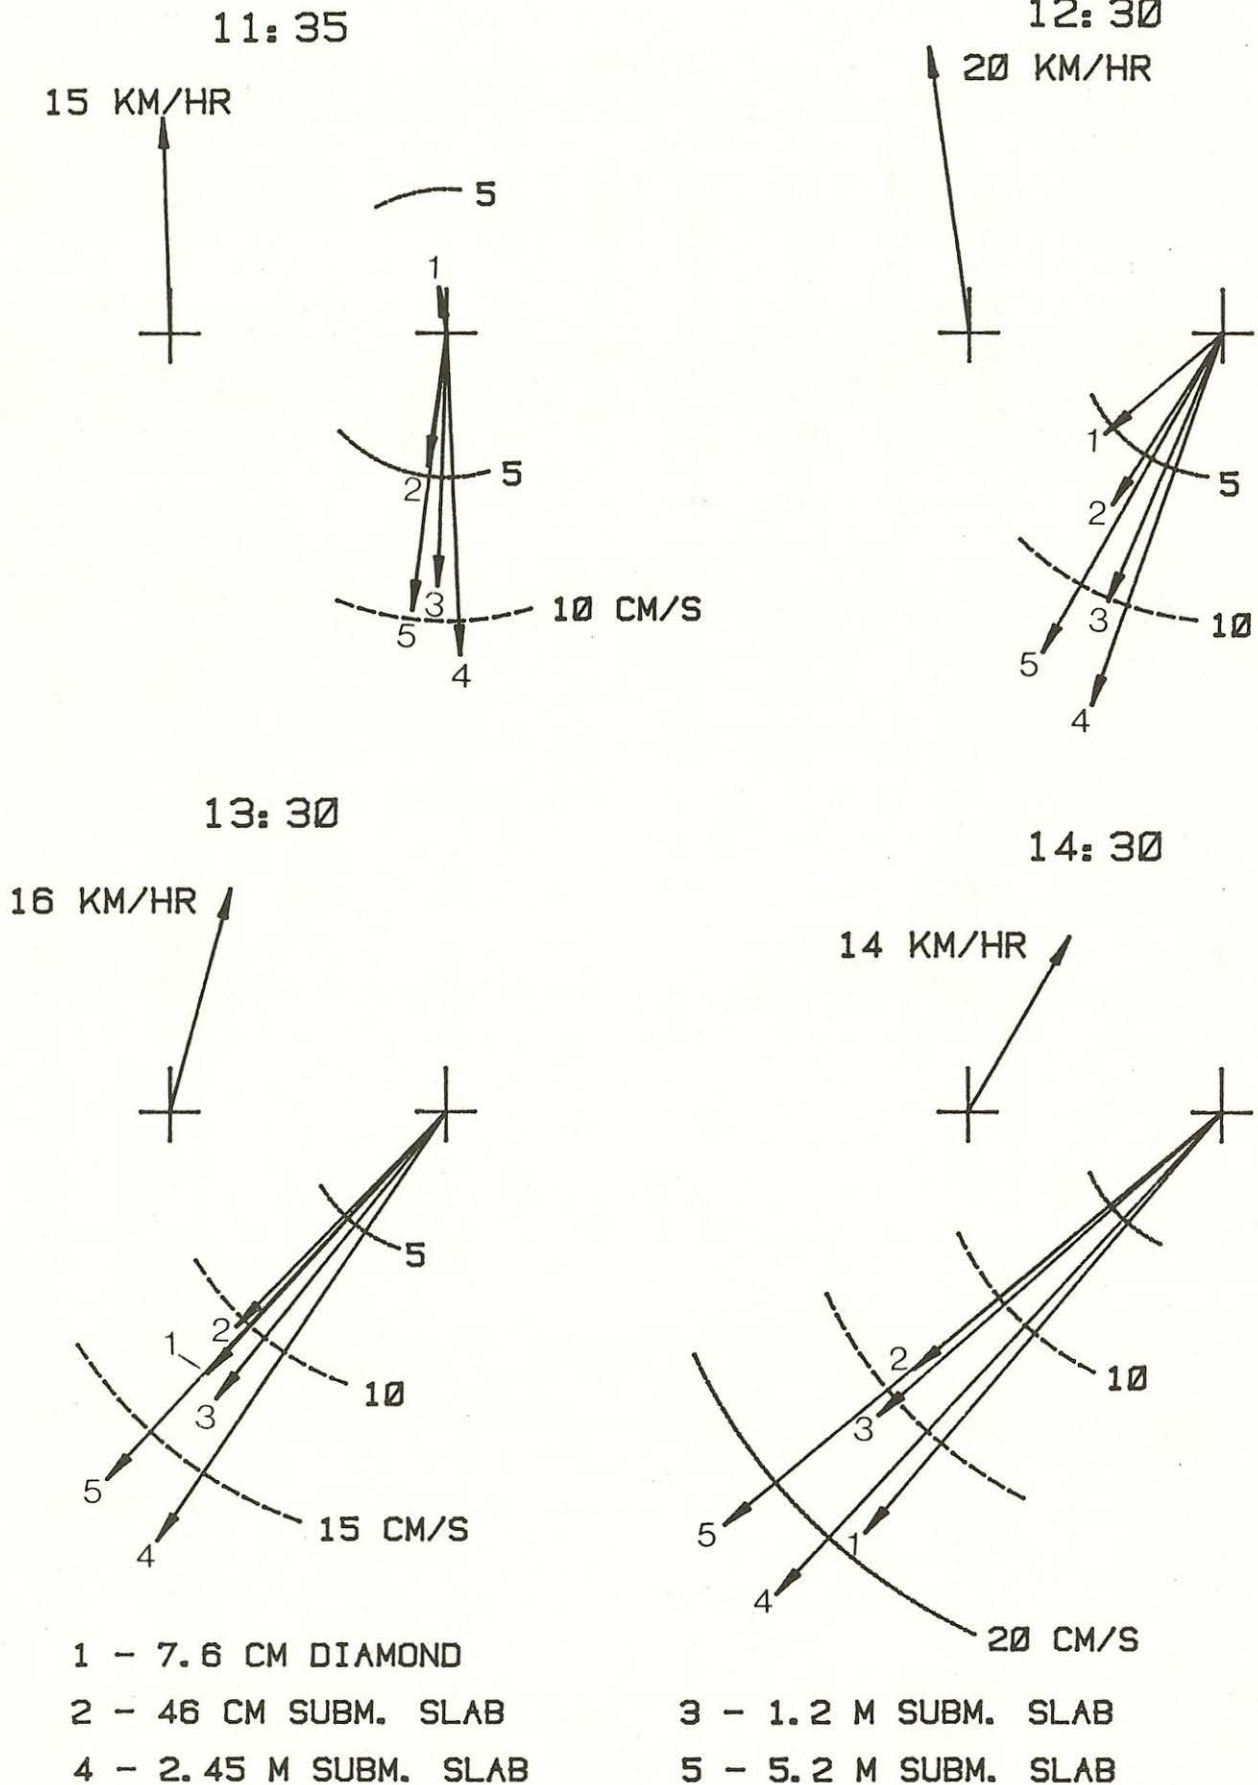 11:35
15 KM/HR
5
1
5
2
3
10 CM/S
5
4
12:30
20 KM/HR
1
5
2
3
10
5
4
13:30
16 KM/HR
5
2
1
10
3
5
15 CM/S
4
14:30
14 KM/HR
2
10
3
5
1
4
20 CM/S
1 - 7.6 CM DIAMOND
2 - 46 CM SUBM. SLAB
3 - 1.2 M SUBM. SLAB
4 - 2.45 M SUBM. SLAB
5 - 5.2 M SUBM. SLAB